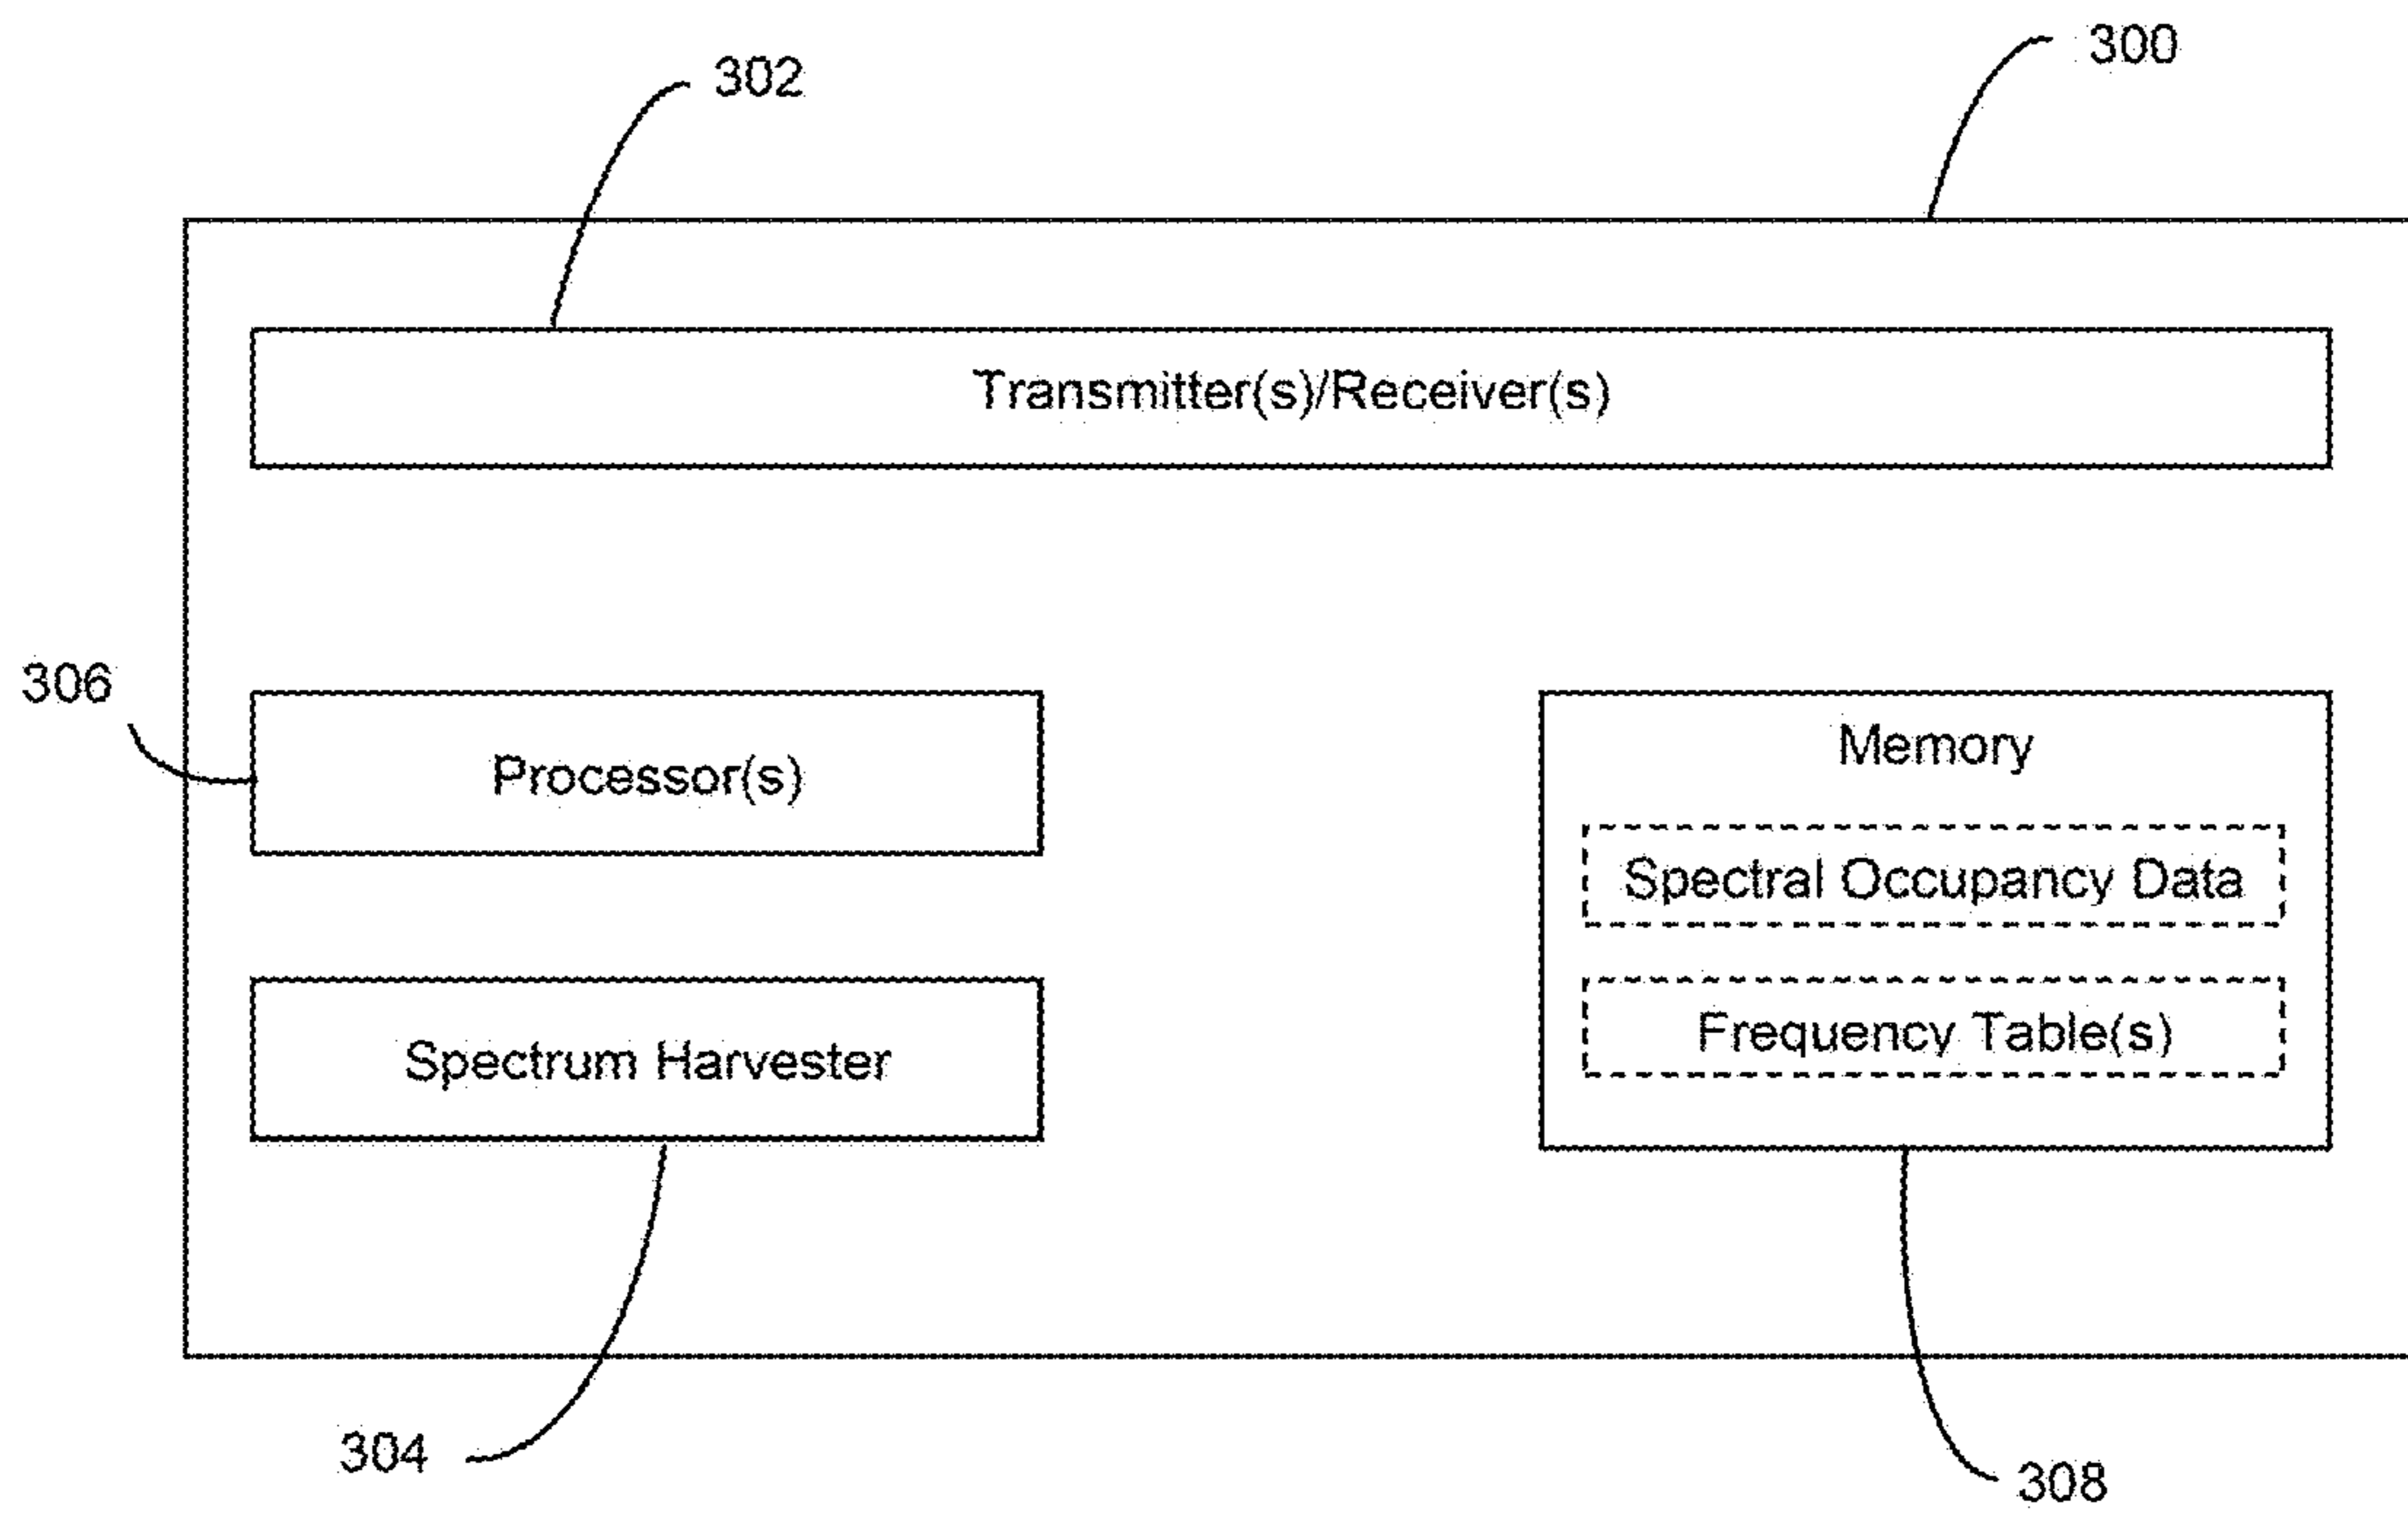 300
302
Transmitter(s)/Receiver(s)
306
Processor(s)
Memory
Spectral Occupancy Data
Frequency Table(s)
Spectrum Harvester
304
308